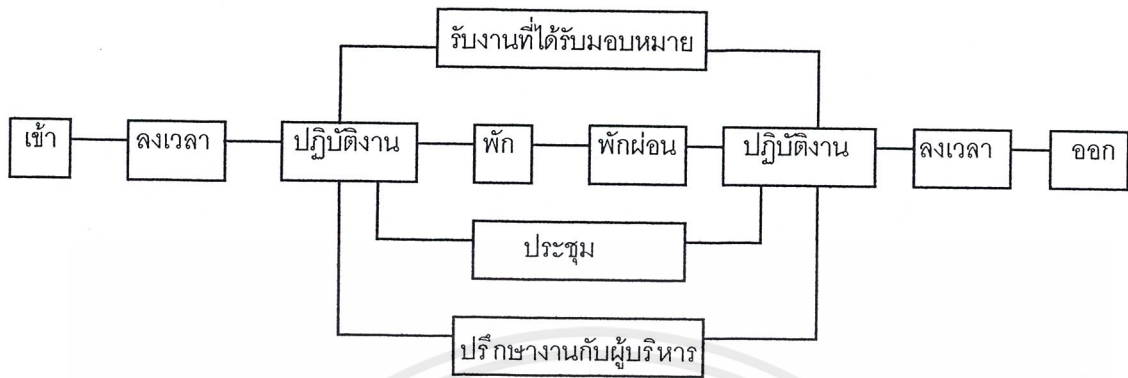 รับงานที่ได้รับมอบหมาย
เข้า ลงเวลา ปฏิบัติงาน พัก พักผ่อน ปฏิบัติงาน ลงเวลา ออก
ประชุม
ปรึกษางานกับผู้บริหาร